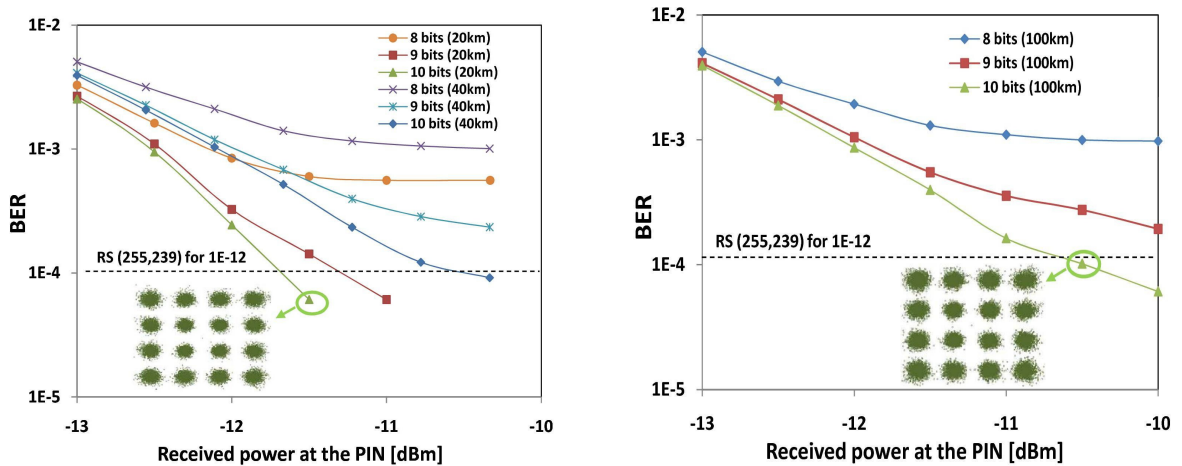 1E-2
1E-3
1E-4
1E-5
BER
8 bits (20km)
9 bits (20km)
10 bits (20km)
8 bits (40km)
9 bits (40km)
10 bits (40km)
RS (255,239) for 1E-12
-13
-12
-11
-10
Received power at the PIN [dBm]
1E-2
1E-3
1E-4
1E-5
BER
8 bits (100km)
9 bits (100km)
10 bits (100km)
RS (255,239) for 1E-12
-13
-12
-11
-10
Received power at the PIN [dBm]